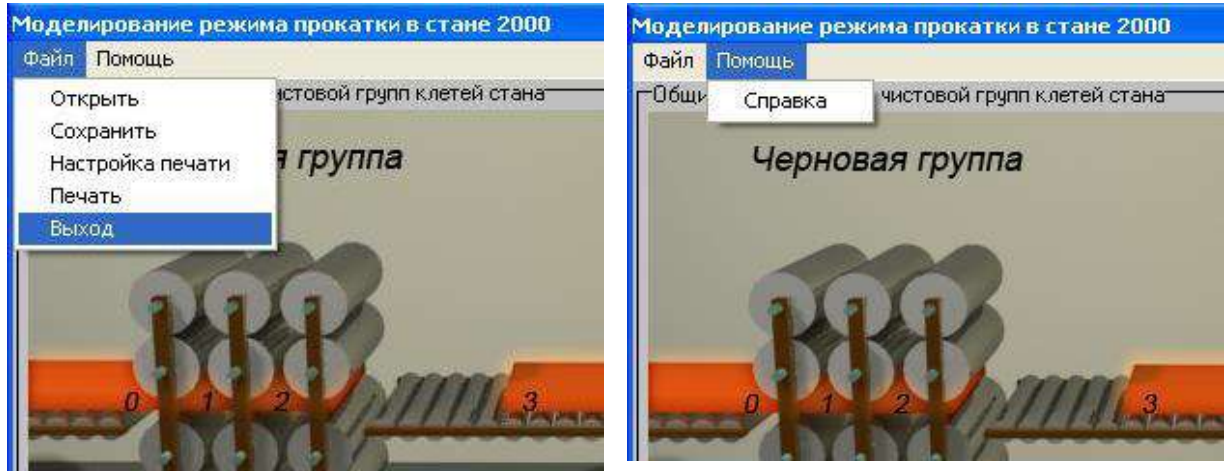 Моделирование режима прокатки в стане 2000
Файл Помощь
Открыть
Сохранить
Настройка печати
Печать
Выход
чистовой групп клетей стана
группа
0 1 2 3
Моделирование режима прокатки в стане 2000
Файл Помощь
Справка
Общи чистовой групп клетей стана
Черновая группа
0 1 2 3